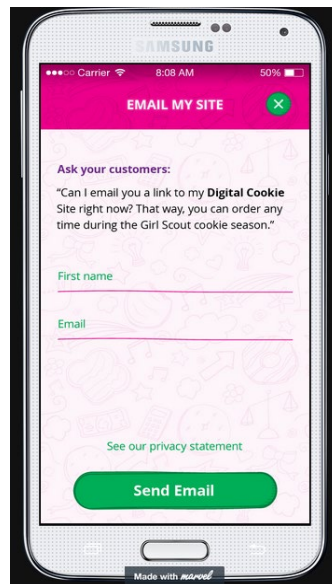 SAMSUNG
Carrier 8:08 AM 50%
EMAIL MY SITE
Ask your customers:
“Can I email you a link to my Digital Cookie
Site right now? That way, you can order any
time during the Girl Scout cookie season.”
First name
Email
See our privacy statement
Send Email
Made with marvel